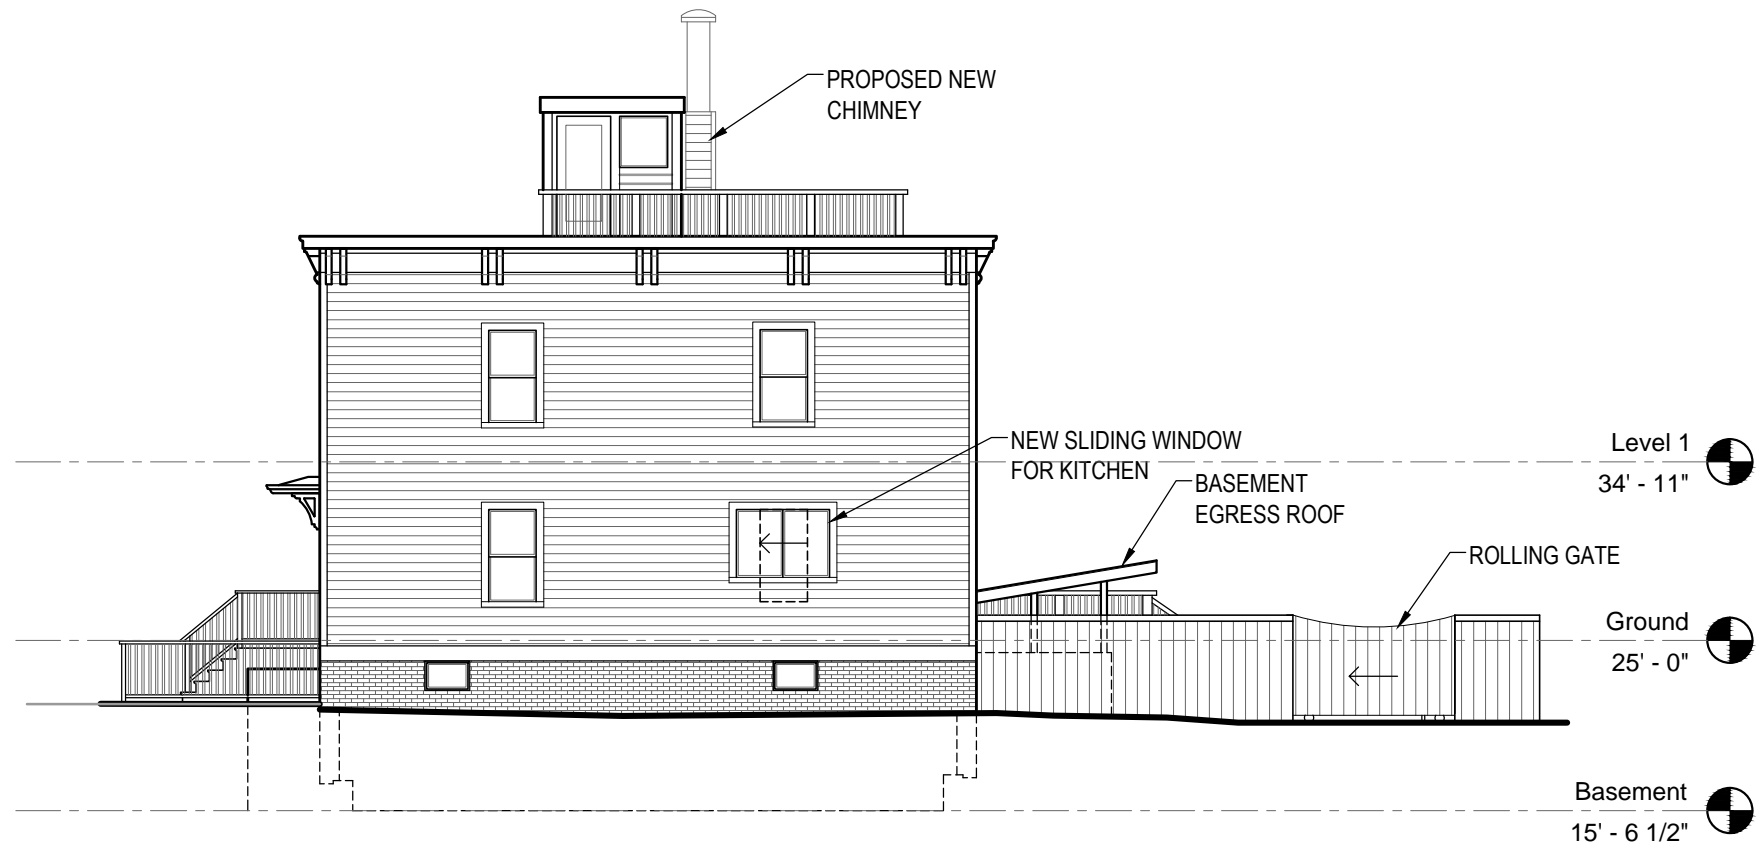 PROPOSED NEW
CHIMNEY
NEW SLIDING WINDOW
FOR KITCHEN
BASEMENT
EGRESS ROOF
ROLLING GATE
Level 1
34' - 11"
Ground
25' - 0"
Basement
15' - 6 1/2"